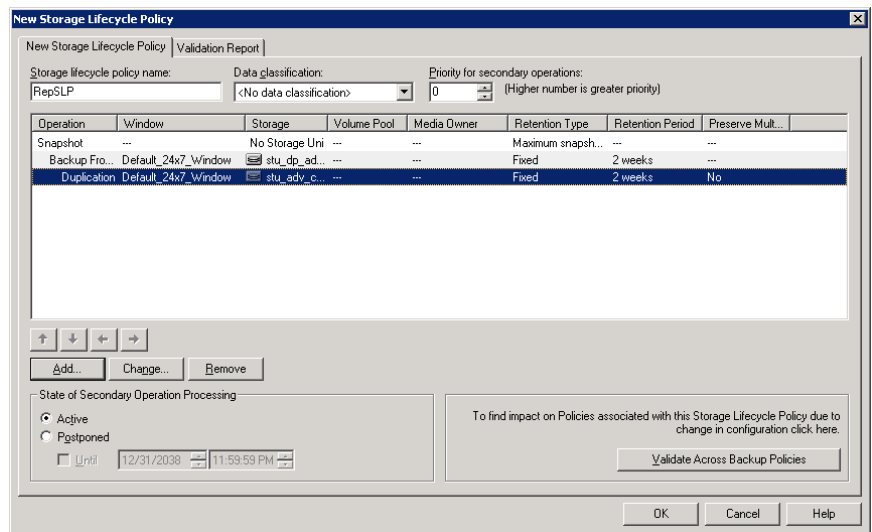 New Storage Lifecycle Policy
New Storage Lifecycle Policy Validation Report
Storage lifecycle policy name: Data classification: Priority for secondary operations:
RepSLP <No data classification> 0 (Higher number is greater priority)
Operation Window Storage Volume Pool Media Owner Retention Type Retention Period Preserve Mult...
Snapshot --- No Storage Uni --- --- Maximum snapsh... --- ---
Backup Fro... Default_24x7_Window stu_dp_ad... --- --- Fixed 2 weeks ---
Duplication Default_24x7_Window stu_adv_c... --- --- Fixed 2 weeks No
Add... Change... Remove
State of Secondary Operation Processing
Active
Postponed
Until 12/31/2038 11:59:59 PM
To find impact on Policies associated with this Storage Lifecycle Policy due to
change in configuration click here.
Validate Across Backup Policies
OK Cancel Help